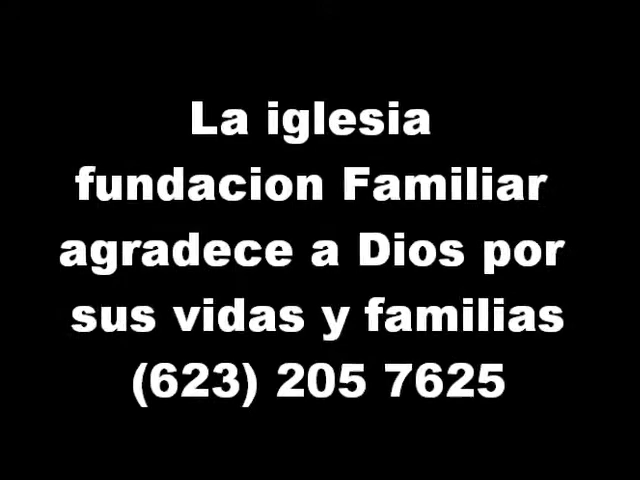 La iglesia
fundacion Familiar
agradece a Dios por
sus vidas y familias
(623) 205 7625